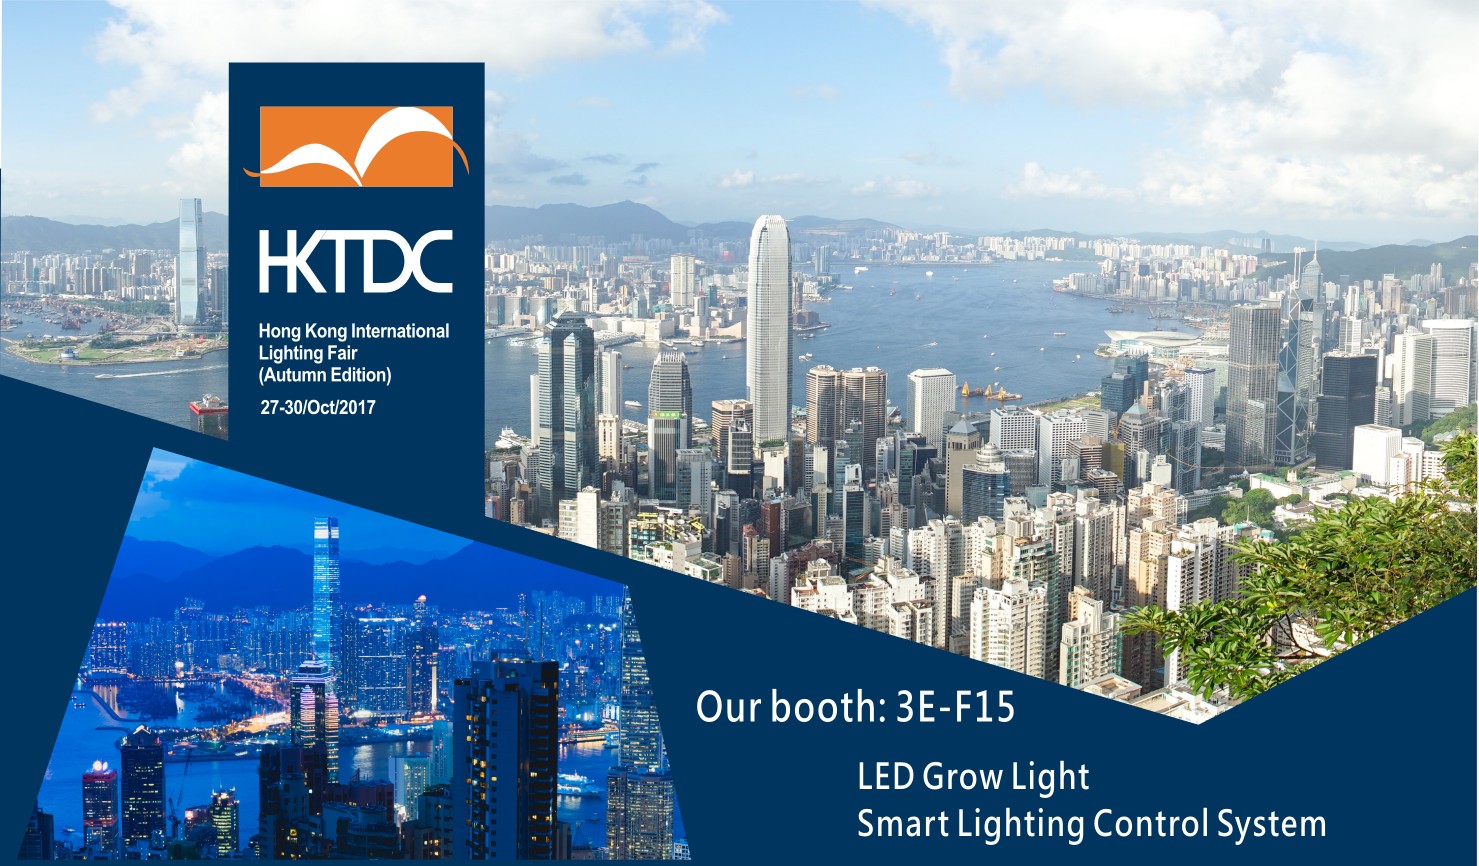 HKTDC
Hong Kong International
Lighting Fair
(Autumn Edition)
27-30/Oct/2017
Our booth: 3E-F15
LED Grow Light
Smart Lighting Control System